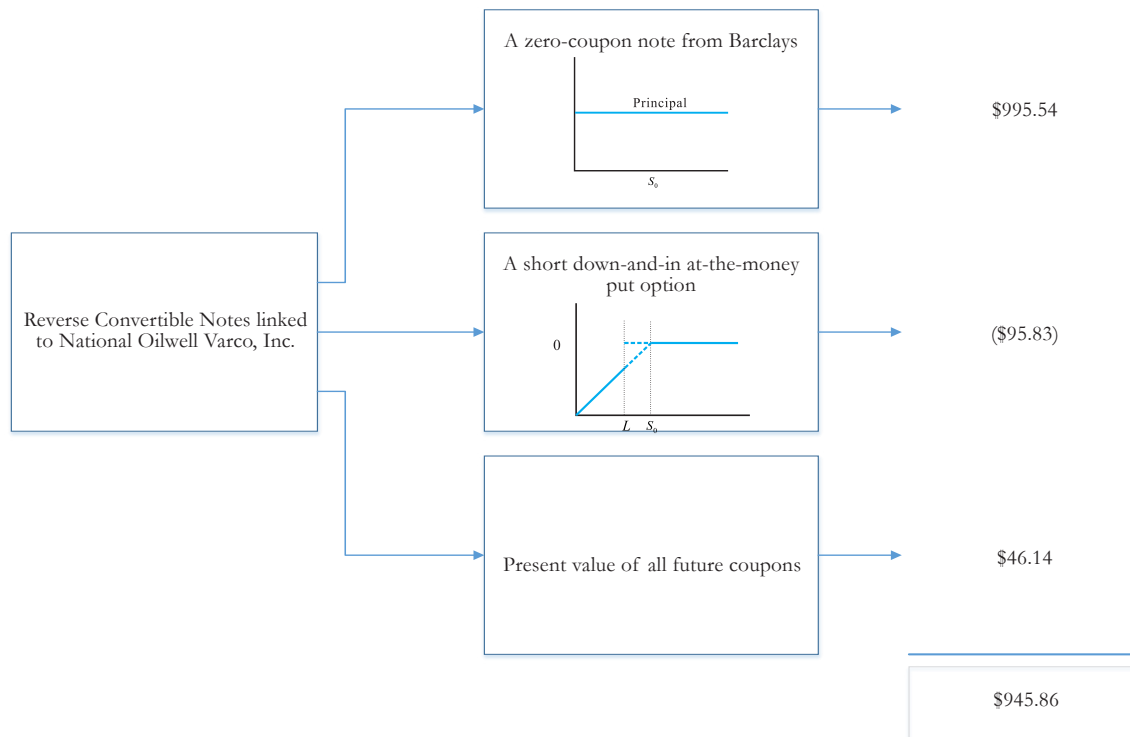 A zero-coupon note from Barclays
Principal
S₀
$995.54
Reverse Convertible Notes linked
to National Oilwell Varco, Inc.
A short down-and-in at-the-money
put option
0
L S₀
($95.83)
Present value of all future coupons
$46.14
$945.86